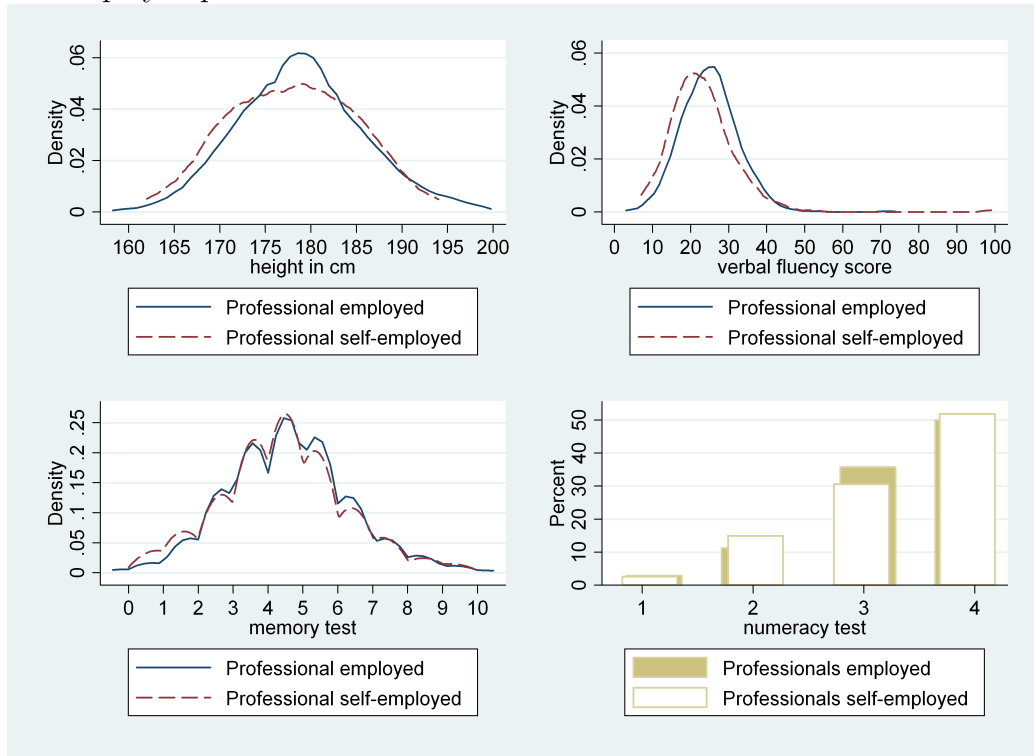 Density
0 .02 .04 .06
160 165 170 175 180 185 190 195 200
height in cm
Professional employed
Professional self-employed
Density
0 .02 .04 .06
0 10 20 30 40 50 60 70 80 90 100
verbal fluency score
Professional employed
Professional self-employed
Density
0 .05 .1 .15 .2 .25
0 1 2 3 4 5 6 7 8 9 10
memory test
Professional employed
Professional self-employed
Percent
0 10 20 30 40 50
1 2 3 4
numeracy test
Professionals employed
Professionals self-employed